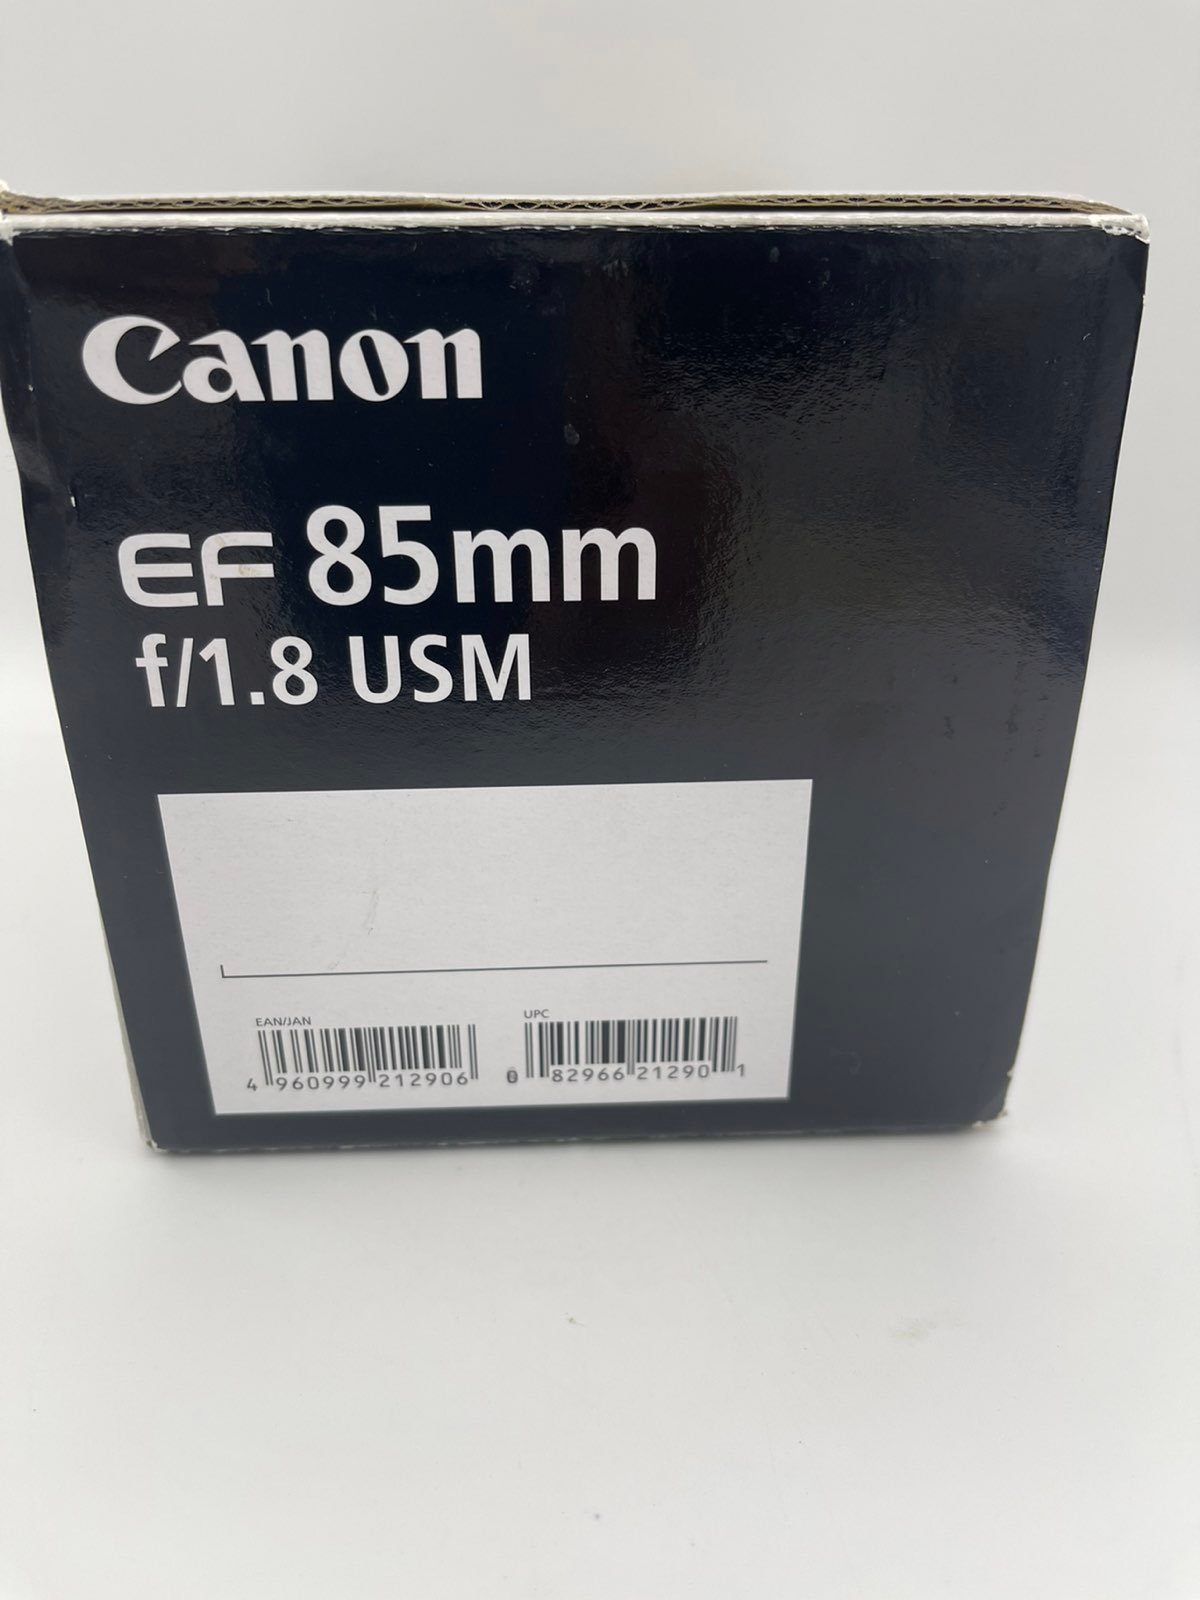 Canon
EF 85mm
f/1.8 USM
EAN/JAN
4 960999 212906
UPC
0 82966 21290 1